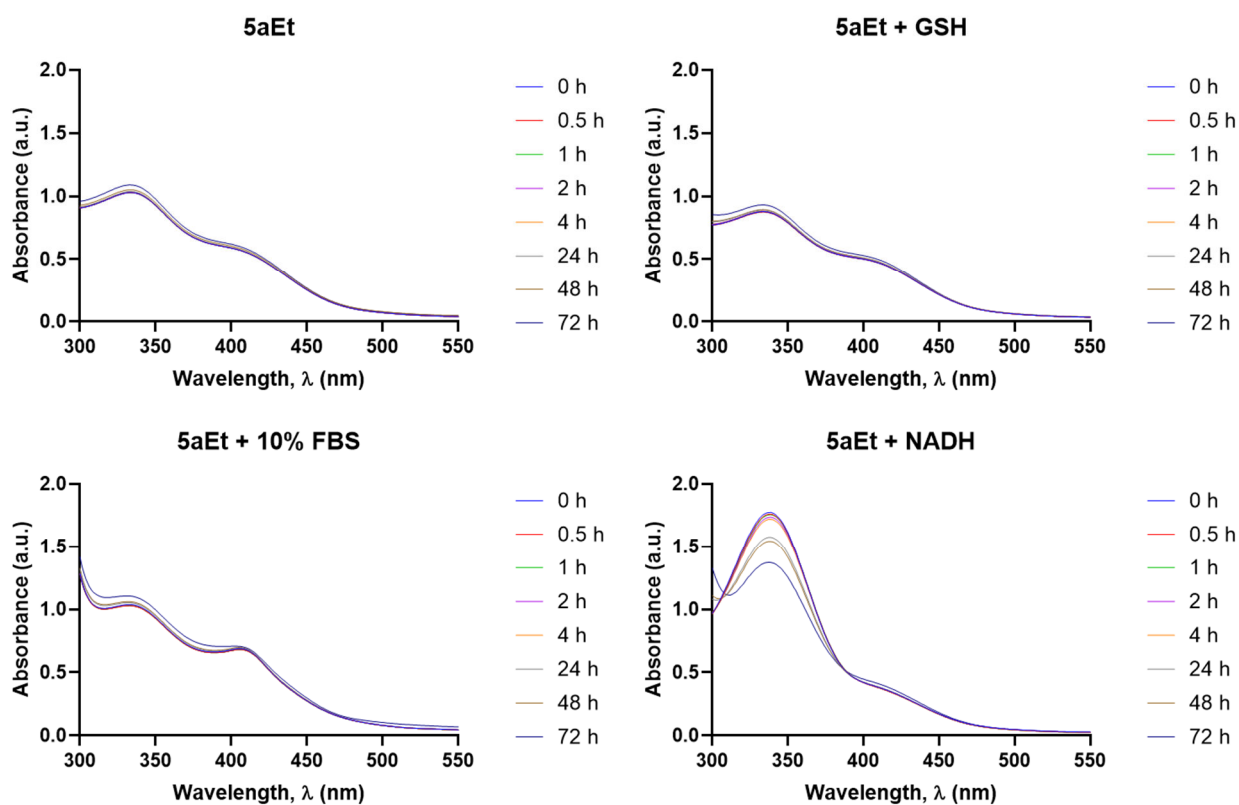 5aEt
2.0
1.5
1.0
0.5
0.0
Absorbance (a.u.)
300 350 400 450 500 550
Wavelength, λ (nm)
0 h
0.5 h
1 h
2 h
4 h
24 h
48 h
72 h
5aEt + GSH
2.0
1.5
1.0
0.5
0.0
Absorbance (a.u.)
300 350 400 450 500 550
Wavelength, λ (nm)
0 h
0.5 h
1 h
2 h
4 h
24 h
48 h
72 h
5aEt + 10% FBS
2.0
1.5
1.0
0.5
0.0
Absorbance (a.u.)
300 350 400 450 500 550
Wavelength, λ (nm)
0 h
0.5 h
1 h
2 h
4 h
24 h
48 h
72 h
5aEt + NADH
2.0
1.5
1.0
0.5
0.0
Absorbance (a.u.)
300 350 400 450 500 550
Wavelength, λ (nm)
0 h
0.5 h
1 h
2 h
4 h
24 h
48 h
72 h